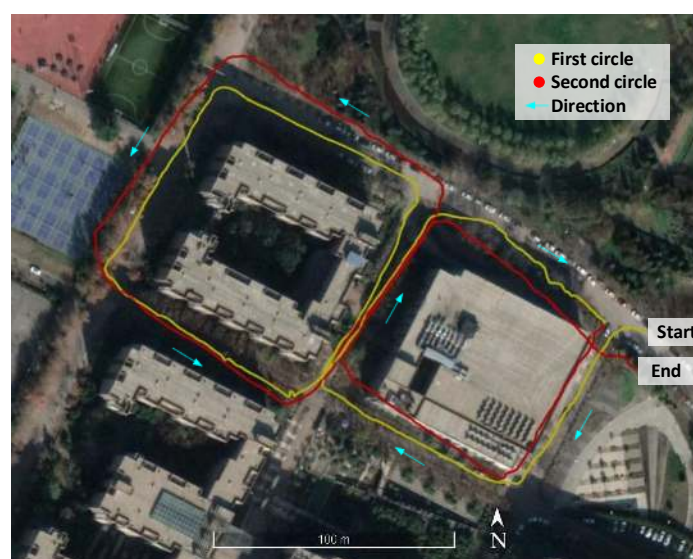 First circle
Second circle
Direction
Start
End
100 m
N